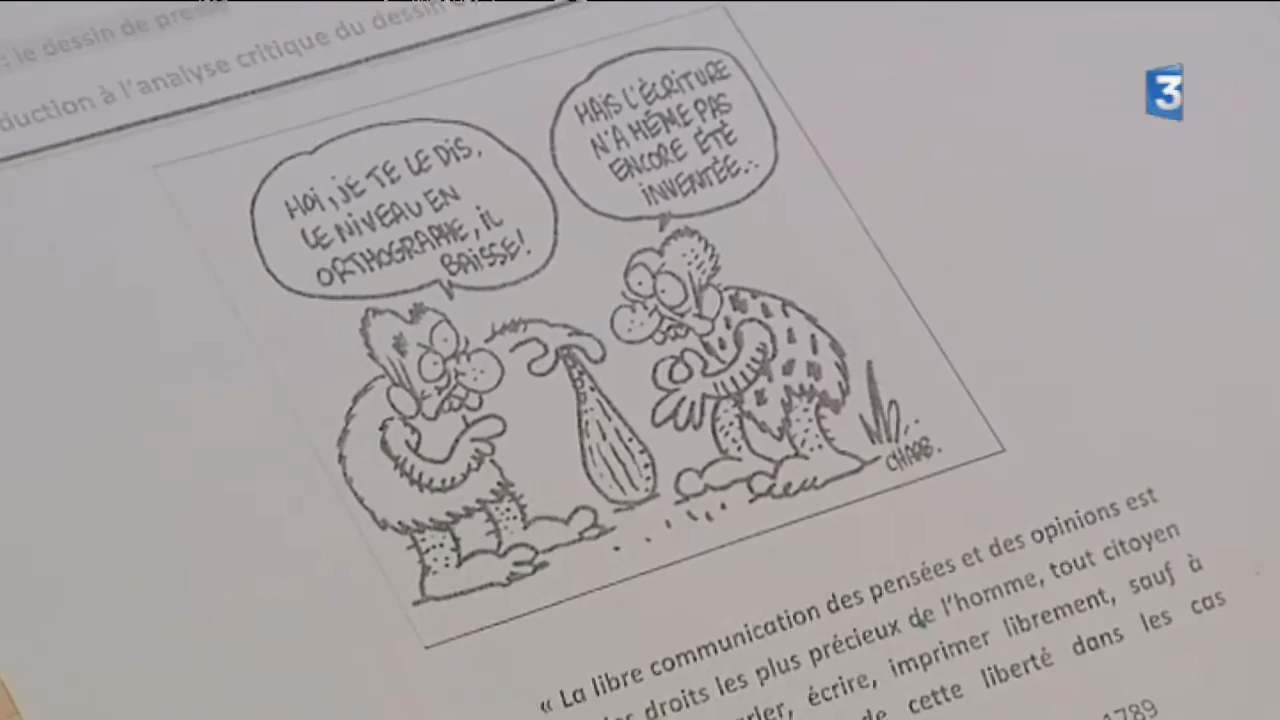 : le dessin de presse
duction à l'analyse critique du dessin
MOI, JE TE LE DIS,
LE NIVEAU EN
ORTHOGRAPHE, IL
BAISSE!
MAIS L'ÉCRITURE
N'A MÊME PAS
ENCORE ÉTÉ
INVENTÉE..
CHARB.
3
« La libre communication des pensées et des opinions est
droits les plus précieux de l'homme, tout citoyen
écrire, imprimer librement, sauf à
de cette liberté dans les cas
1789